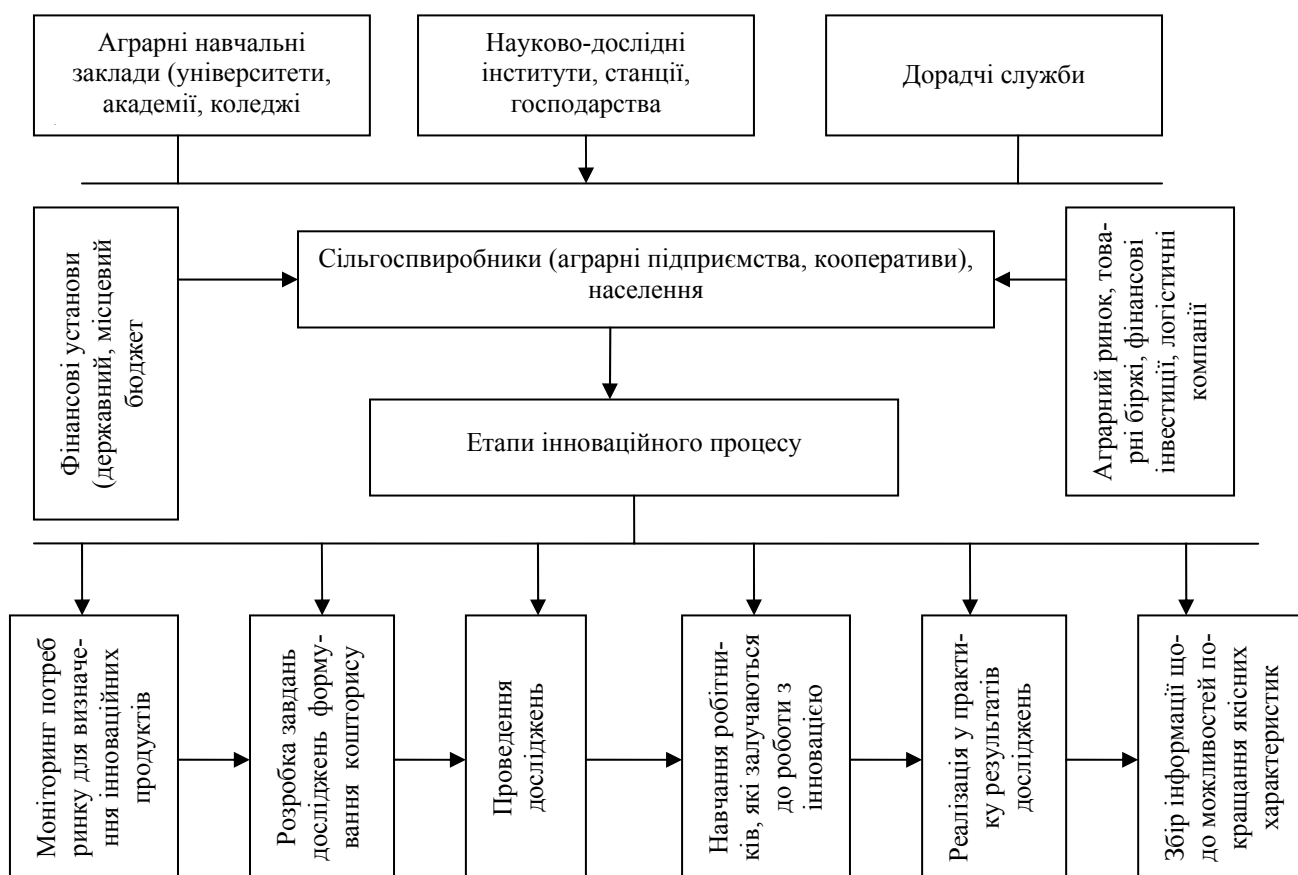 Аграрні навчальні
заклади (університети,
академії, коледжі
Науково-дослідні
інститути, станції,
господарства
Дорадчі служби
Фінансові установи
(державний, місцевий
бюджет
Сільгоспвиробники (аграрні підприємства, кооперативи),
населення
Аграрний ринок, това-
рні біржі, фінансові
інвестиції, логістичні
компанії
Етапи інноваційного процесу
Моніторинг потреб
ринку для визначе-
ння інноваційних
продуктів
Розробка завдань
досліджень форму-
вання кошторису
Проведення
досліджень
Навчання робітни-
ків, які залучаються
до роботи з
інновацією
Реалізація у практи-
ку результатів
досліджень
Збір інформації що-
до можливостей по-
кращання якісних
характеристик